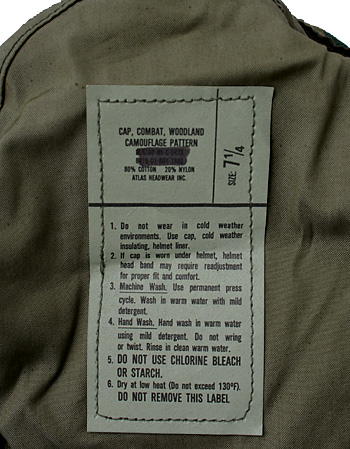 CAP, COMBAT, WOODLAND
CAMOUFLAGE PATTERN
80% COTTON 20% NYLON
ATLAS HEADWEAR INC.
SIZE: 7 1/4
1. Do not wear in cold weather
environments. Use cap, cold weather
insulating, helmet liner.
2. If cap is worn under helmet, helmet
head band may require readjustment
for proper fit and comfort.
3. Machine Wash. Use permanent press
cycle. Wash in warm water with mild
detergent.
4. Hand Wash. Hand wash in warm water
using mild detergent. Do not wring
or twist. Rinse in clean warm water.
5. DO NOT USE CHLORINE BLEACH
OR STARCH.
6. Dry at low heat (Do not exceed 130°F).
DO NOT REMOVE THIS LABEL